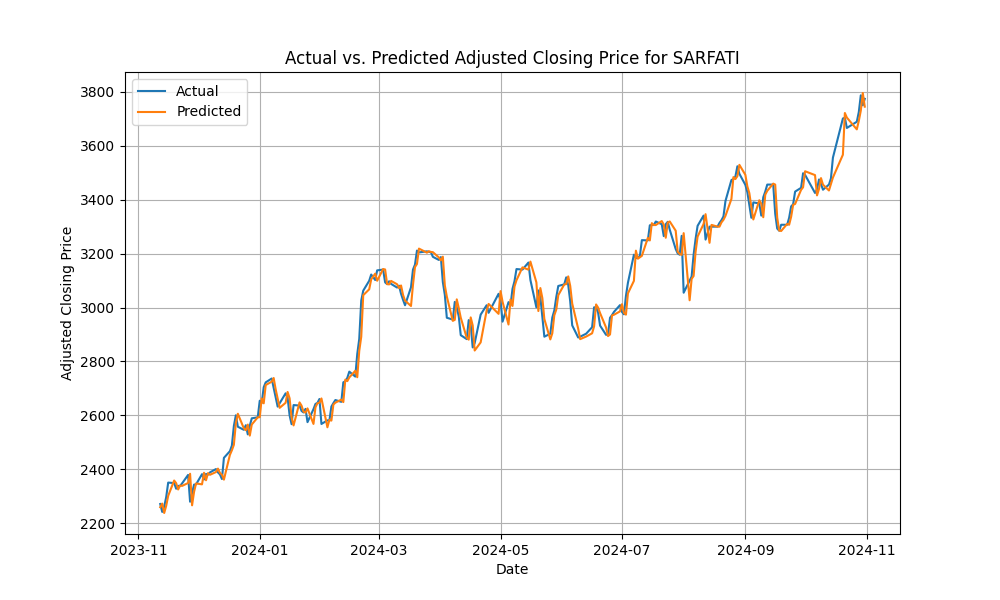 Actual vs. Predicted Adjusted Closing Price for SARFATI
Actual
Predicted
Adjusted Closing Price
3800
3600
3400
3200
3000
2800
2600
2400
2200
2023-11 2024-01 2024-03 2024-05 2024-07 2024-09 2024-11
Date